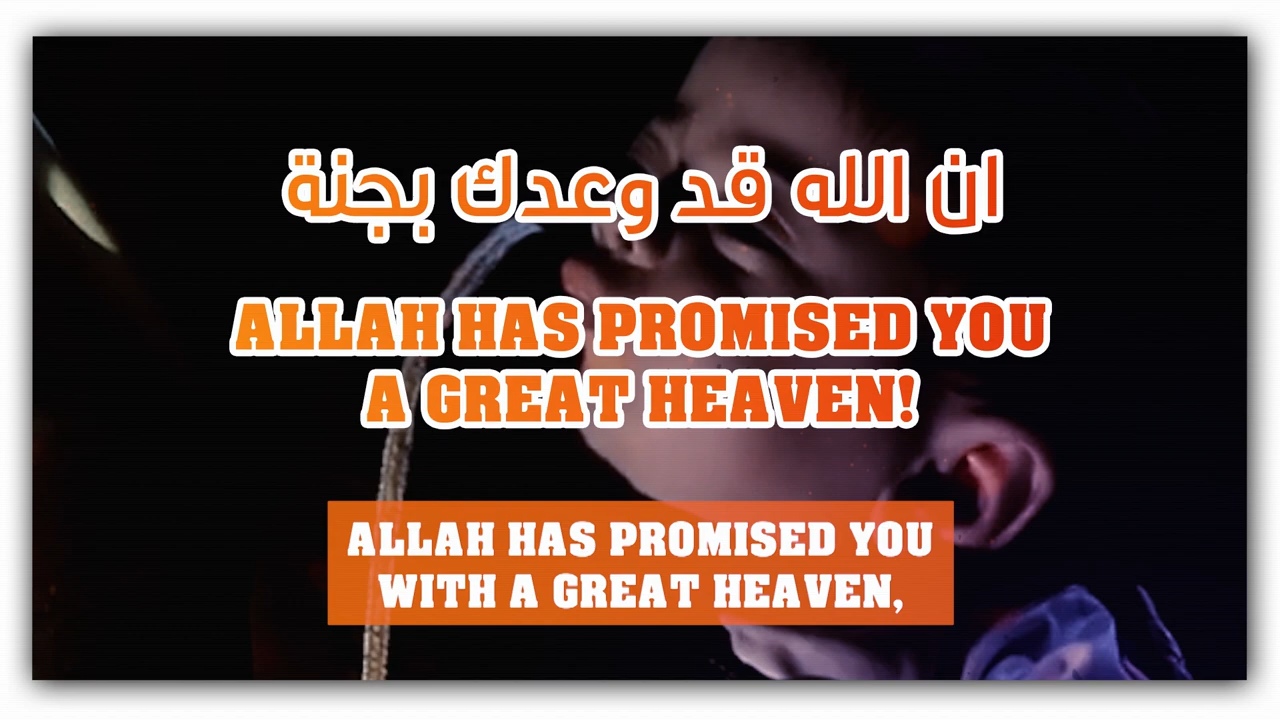 ان الله قد وعدك بجنة
ALLAH HAS PROMISED YOU
A GREAT HEAVEN!
ALLAH HAS PROMISED YOU
WITH A GREAT HEAVEN,